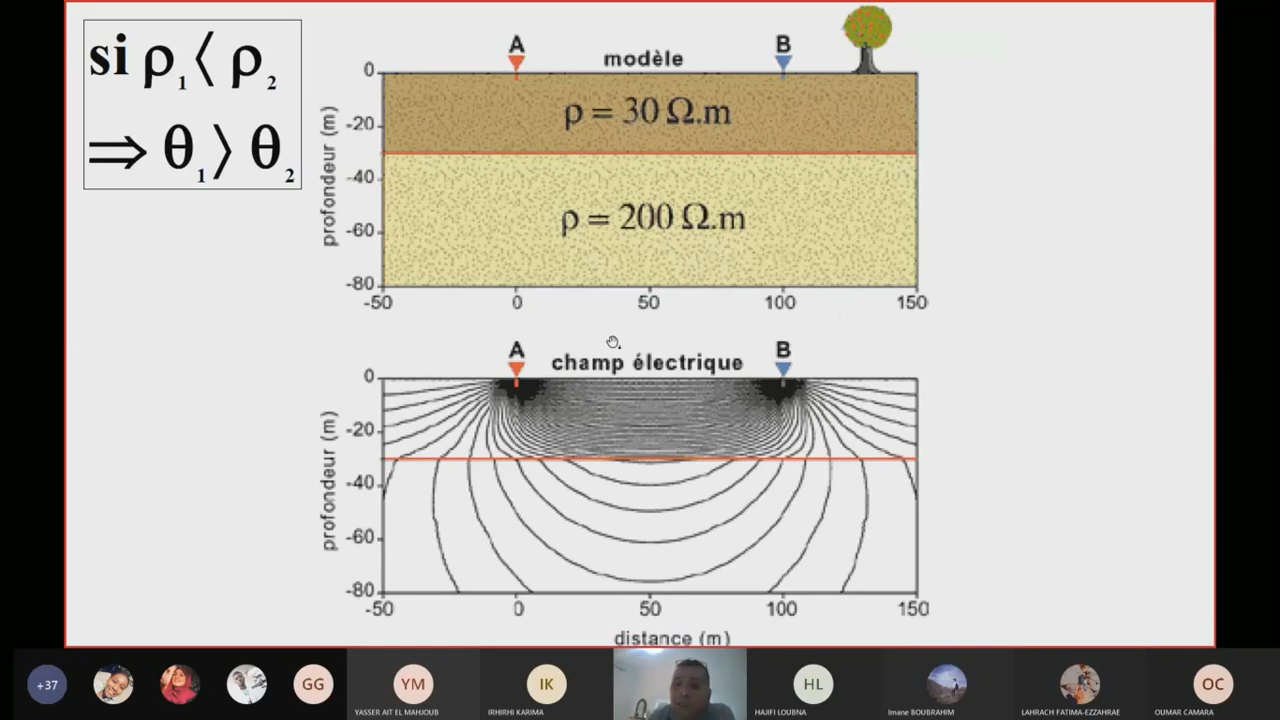 si ρ₁ ⟨ ρ₂
⇒ θ₁ ⟩ θ₂
A
B
modèle
ρ = 30 Ω.m
ρ = 200 Ω.m
profondeur (m)
0
-20
-40
-60
-80
-50
0
50
100
150
A
B
champ électrique
profondeur (m)
0
-20
-40
-60
-80
-50
0
50
100
150
distance (m)
+37
GG
YM
IK
HL
OC
YASSER AIT EL MAHJOUB
IRHIRHI KARIMA
HAJIFI LOUBNA
Imane BOUBRAHIM
LAHRACH FATIMA-EZZAHRAE
OUMAR CAMARA